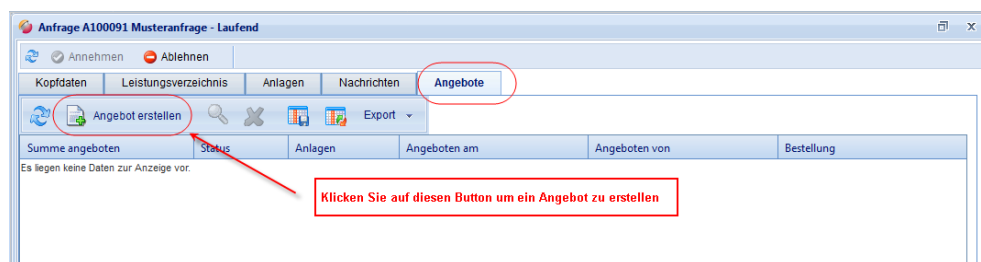 Anfrage A100091 Musteranfrage - Laufend
Annehmen Ablehnen
Kopfdaten Leistungsverzeichnis Anlagen Nachrichten Angebote
Angebot erstellen Export
Summe angeboten Status Anlagen Angeboten am Angeboten von Bestellung
Es liegen keine Daten zur Anzeige vor.
Klicken Sie auf diesen Button um ein Angebot zu erstellen